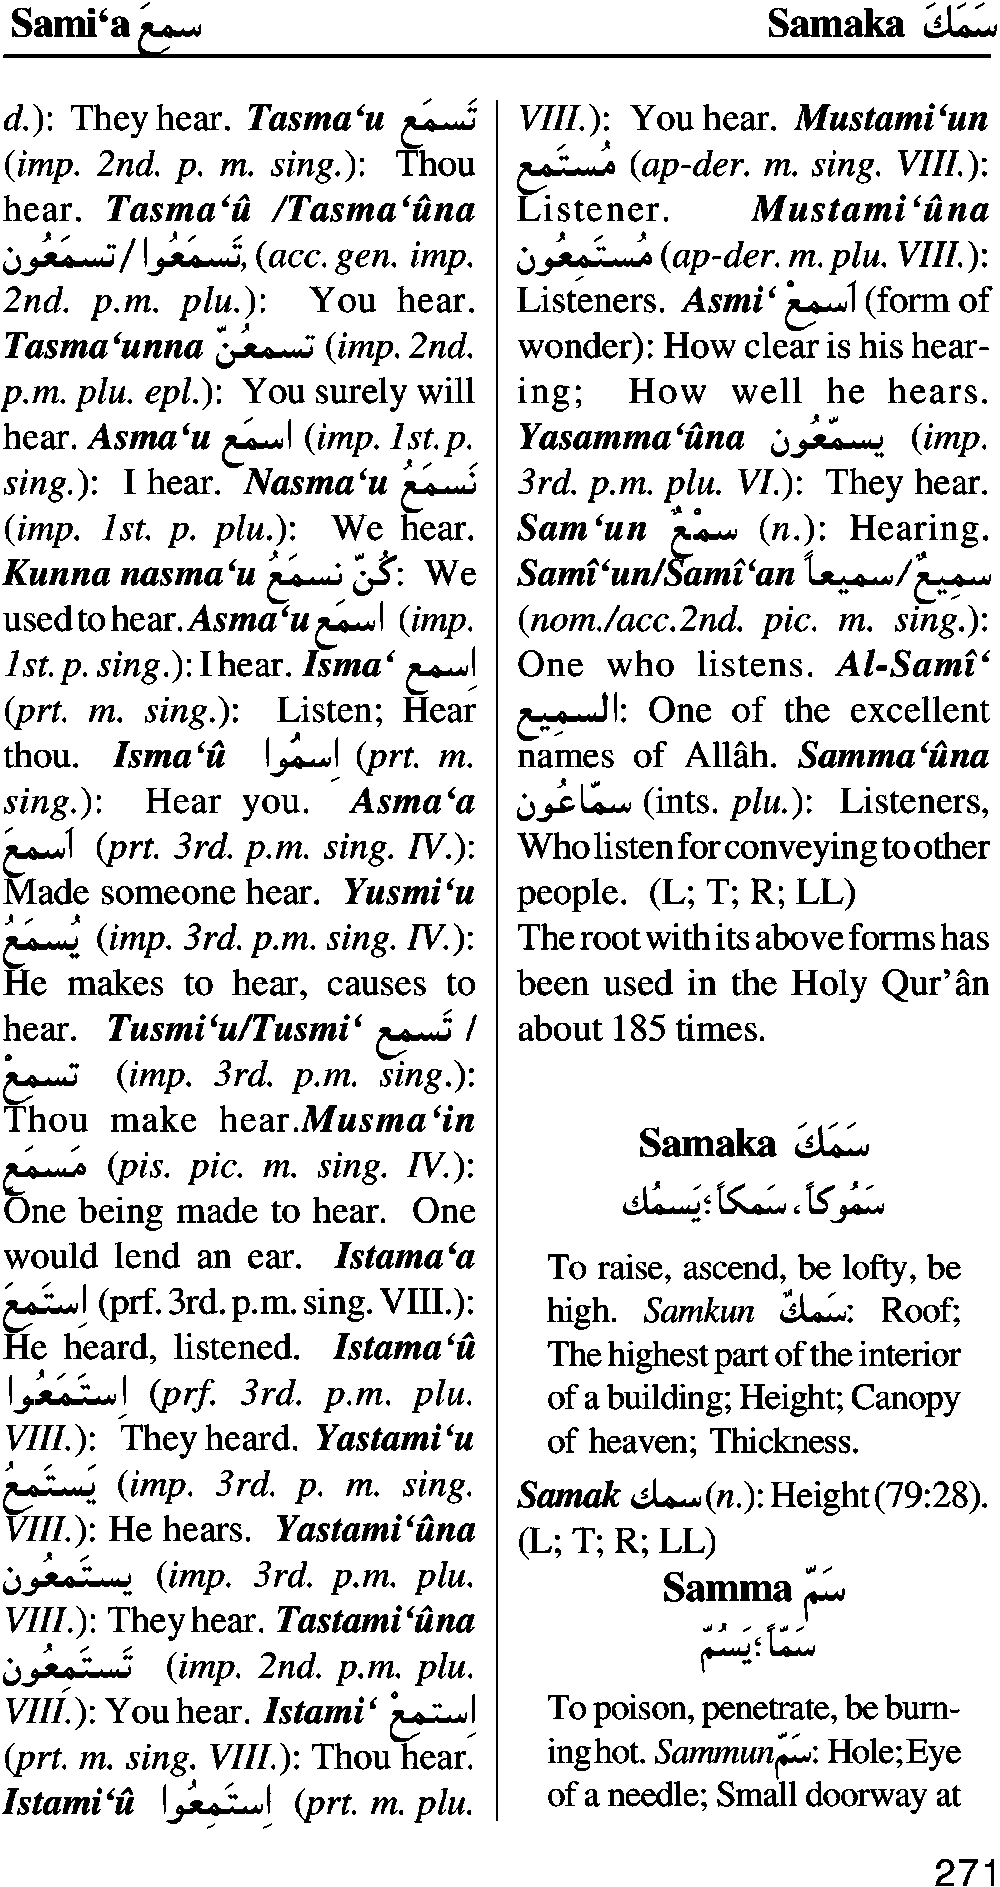 Sami‘a سمِعَ
Samaka سَمَكَ
d.): They hear. Tasma‘u تَسمَع
(imp. 2nd. p. m. sing.): Thou
hear. Tasma‘û /Tasma‘ûna
تَسمَعُوا / تسمَعُون, (acc. gen. imp.
2nd. p.m. plu.): You hear.
Tasma‘unna تسمعُنّ (imp. 2nd.
p.m. plu. epl.): You surely will
hear. Asma‘u اسمَع (imp. 1st. p.
sing.): I hear. Nasma‘u نَسمَعُ
(imp. 1st. p. plu.): We hear.
Kunna nasma‘u كُنّ نسمَعُ: We
used to hear. Asma‘u اسمَع (imp.
1st. p. sing.): I hear. Isma‘ اِسمع
(prt. m. sing.): Listen; Hear
thou. Isma‘û اِسمُوا (prt. m.
sing.): Hear you. Asma‘a
اَسمعَ (prt. 3rd. p.m. sing. IV.):
Made someone hear. Yusmi‘u
يُسمَعُ (imp. 3rd. p.m. sing. IV.):
He makes to hear, causes to
hear. Tusmi‘u/Tusmi‘ تَسمِع /
تسمِعْ (imp. 3rd. p.m. sing.):
Thou make hear.Musma‘in
مَسمَع (pis. pic. m. sing. IV.):
One being made to hear. One
would lend an ear. Istama‘a
اِستَمِعَ (prf. 3rd. p.m. sing. VIII.):
He heard, listened. Istama‘û
اِستَمَعُوا (prf. 3rd. p.m. plu.
VIII.): They heard. Yastami‘u
يَستَمِعُ (imp. 3rd. p. m. sing.
VIII.): He hears. Yastami‘ûna
يستَمِعُون (imp. 3rd. p.m. plu.
VIII.): They hear. Tastami‘ûna
تَستَمِعُون (imp. 2nd. p.m. plu.
VIII.): You hear. Istami‘ اِستمِعْ
(prt. m. sing. VIII.): Thou hear.
Istami‘û اِستَمِعُوا (prt. m. plu.
VIII.): You hear. Mustami‘un
مُستَمِع (ap-der. m. sing. VIII.):
Listener. Mustami‘ûna
مُستَمِعُون (ap-der. m. plu. VIII.):
Listeners. Asmi‘ اَسمِعْ (form of
wonder): How clear is his hear-
ing; How well he hears.
Yasamma‘ûna يسمّعُون (imp.
3rd. p.m. plu. VI.): They hear.
Sam‘un سمْعٌ (n.): Hearing.
Samî‘un/Samî‘an سمِيعٌ/سميعاً
(nom./acc.2nd. pic. m. sing.):
One who listens. Al-Samî‘
السمِيع: One of the excellent
names of Allâh. Samma‘ûna
سمّاعُون (ints. plu.): Listeners,
Who listen for conveying to other
people. (L; T; R; LL)
The root with its above forms has
been used in the Holy Qur’ân
about 185 times.
Samaka سَمَكَ
سَمُوكاً ، سَمكاً ؛ يَسمُك
To raise, ascend, be lofty, be
high. Samkun سَمكٌ: Roof;
The highest part of the interior
of a building; Height; Canopy
of heaven; Thickness.
Samak سمك (n.): Height (79:28).
(L; T; R; LL)
Samma سَمّ
سَمّاً ؛ يَسُمّ
To poison, penetrate, be burn-
ing hot. Sammun سَمّ: Hole; Eye
of a needle; Small doorway at
271